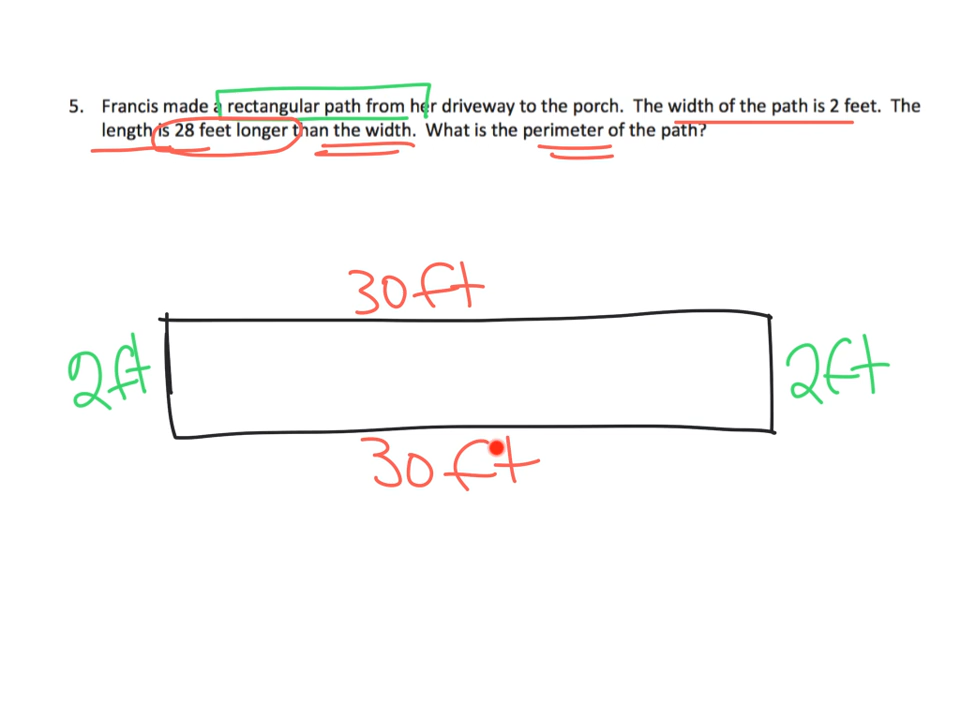 5. Francis made a rectangular path from her driveway to the porch. The width of the path is 2 feet. The
length is 28 feet longer than the width. What is the perimeter of the path?
30ft
2ft
2ft
30ft